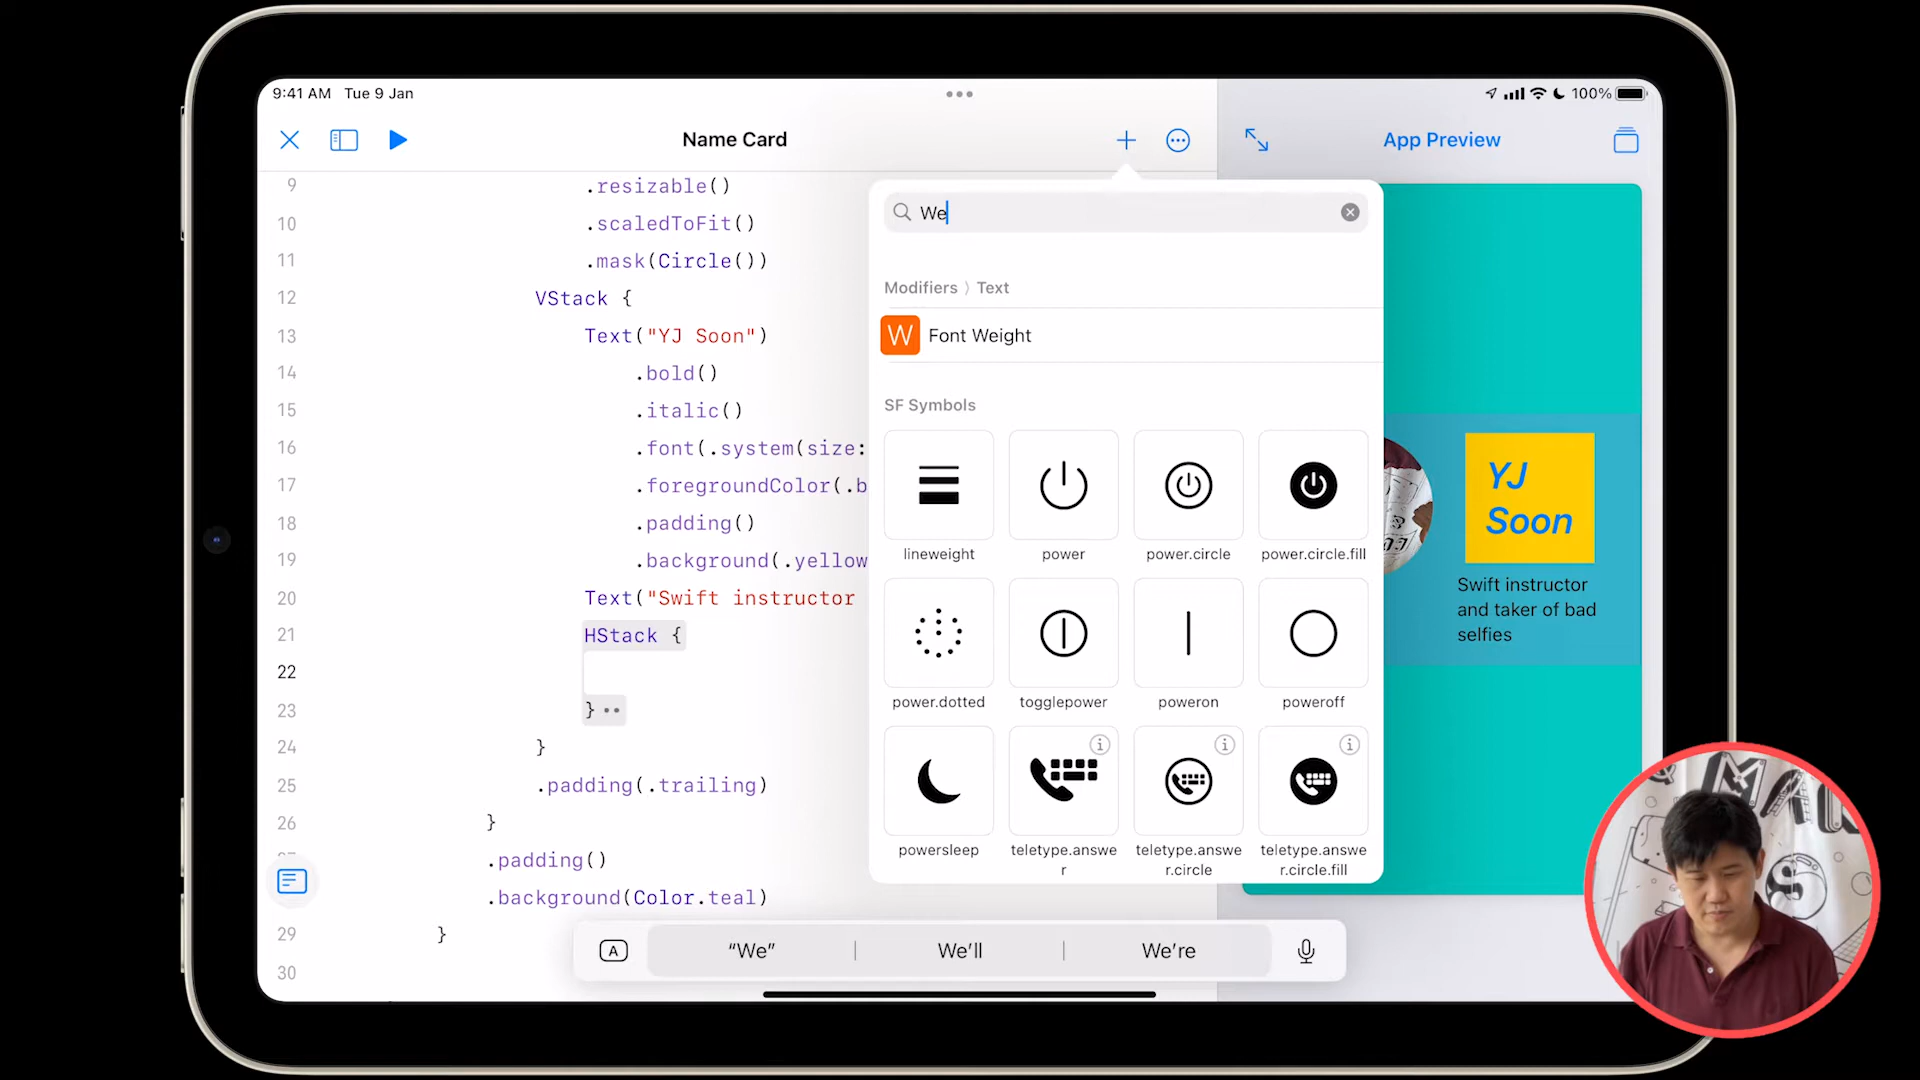 9:41 AM Tue 9 Jan
100%
Name Card
App Preview
9 .resizable()
10 .scaledToFit()
11 .mask(Circle())
12 VStack {
13 Text("YJ Soon")
14 .bold()
15 .italic()
16 .font(.system(size:
17 .foregroundColor(.b
18 .padding()
19 .background(.yellow
20 Text("Swift instructor
21 HStack {
22
23 }
24 }
25 .padding(.trailing)
26 }
.padding()
.background(Color.teal)
29 }
30
We
Modifiers 〉 Text
W Font Weight
SF Symbols
lineweight power power.circle power.circle.fill
power.dotted togglepower poweron poweroff
powersleep teletype.answe teletype.answe teletype.answe
r r.circle r.circle.fill
YJ
Soon
Swift instructor
and taker of bad
selfies
A “We” We’ll We’re